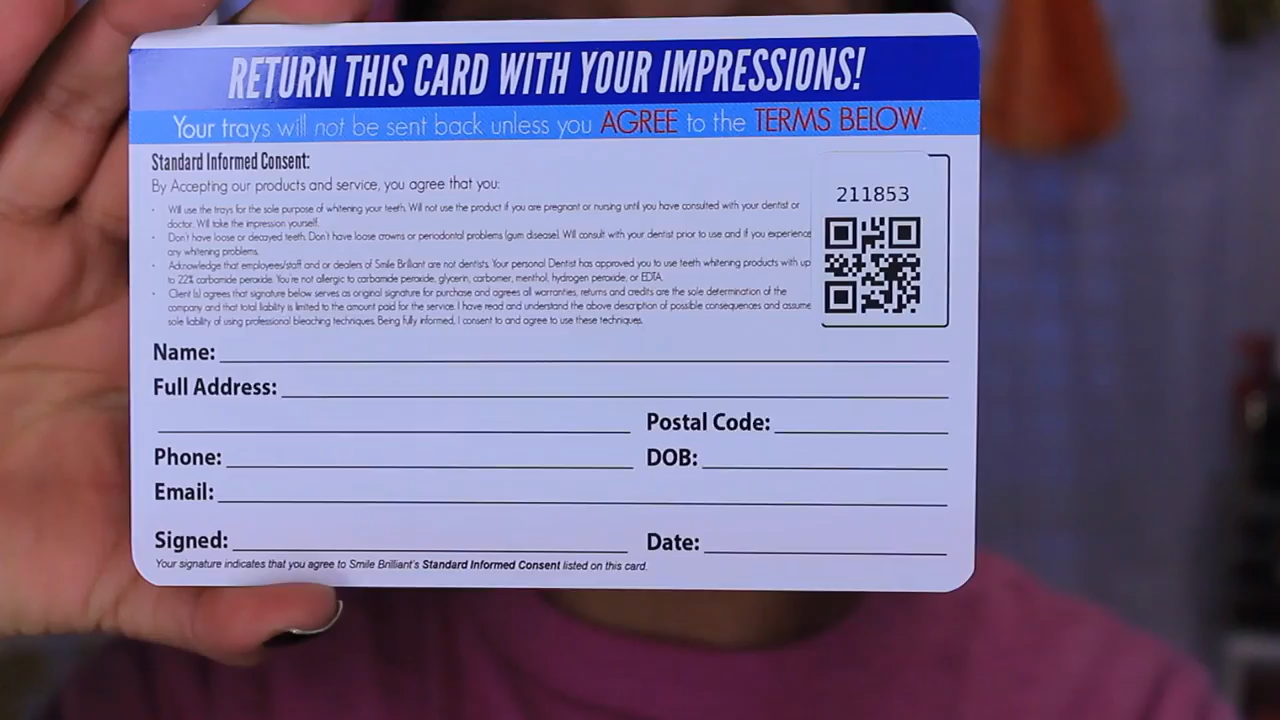 RETURN THIS CARD WITH YOUR IMPRESSIONS!
Your trays will not be sent back unless you AGREE to the TERMS BELOW.
Standard Informed Consent:
By Accepting our products and service, you agree that you:
· Will use the trays for the sole purpose of whitening your teeth. Will not use the product if you are pregnant or nursing until you have consulted with your dentist or
doctor. Will take the impression yourself.
· Don't have loose or decayed teeth. Don't have loose crowns or periodontal problems (gum disease). Will consult with your dentist prior to use and if you experience
any whitening problems.
· Acknowledge that employees/staff and or dealers of Smile Brilliant are not dentists. Your personal Dentist has approved you to use teeth whitening products with up
to 22% carbamide peroxide. You're not allergic to carbamide peroxide, glycerin, carbomer, menthol, hydrogen peroxide, or EDTA.
· Client (s) agrees that signature below serves as original signature for purchase and agrees all warranties, returns and credits are the sole determination of the
company and that total liability is limited to the amount paid for the service. I have read and understand the above description of possible consequences and assume
sole liability of using professional bleaching techniques. Being fully informed, I consent to and agree to use these techniques.
211853
Name:
Full Address:
Postal Code:
Phone: DOB:
Email:
Signed: Date:
Your signature indicates that you agree to Smile Brilliant's Standard Informed Consent listed on this card.